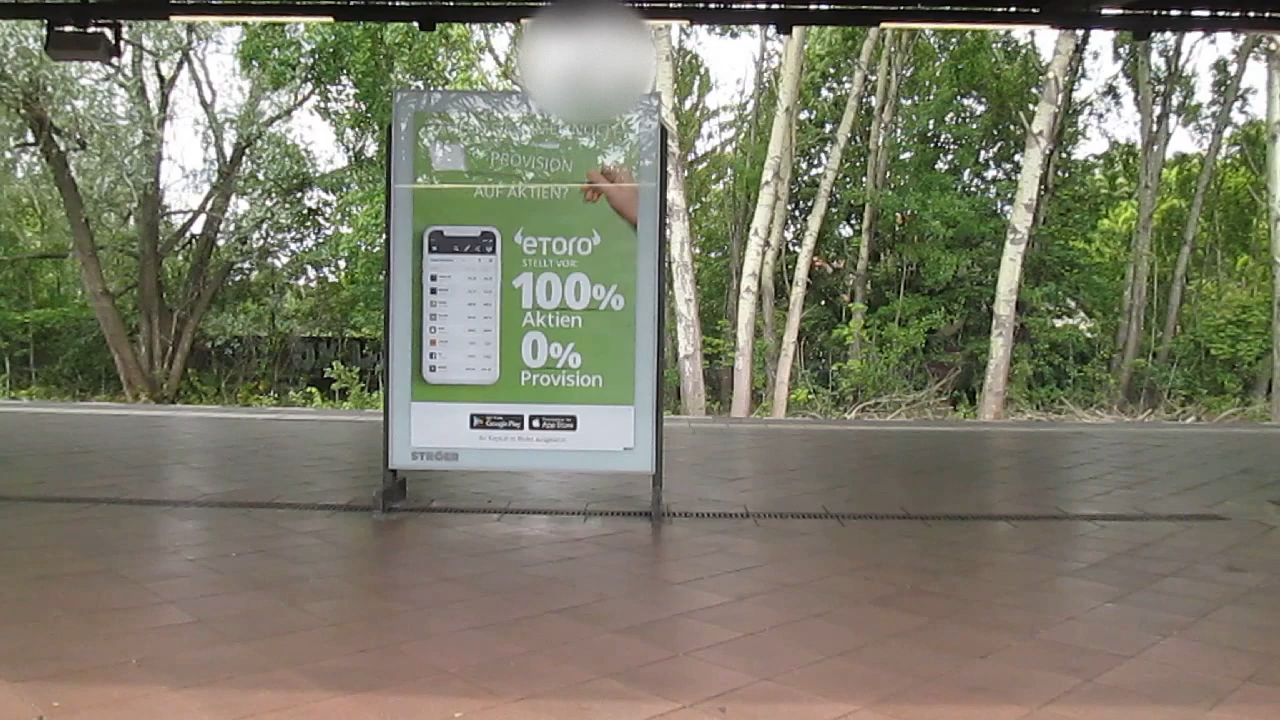 PROVISION
AUF AKTIEN?
eTORO
STELLT VOR:
100%
Aktien
0%
Provision
Google Play
App Store
STRÖER